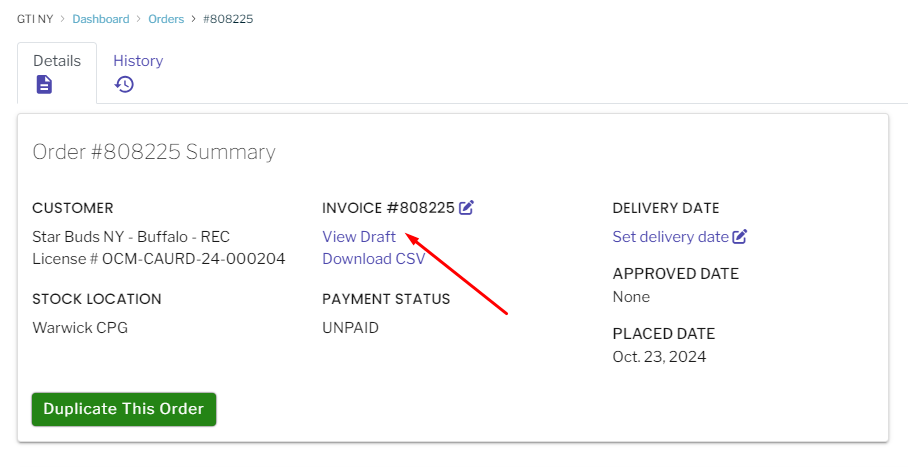 GTI NY > Dashboard > Orders > #808225
Details
History
Order #808225 Summary
CUSTOMER
Star Buds NY - Buffalo - REC
License # OCM-CAURD-24-000204
STOCK LOCATION
Warwick CPG
INVOICE #808225
View Draft
Download CSV
PAYMENT STATUS
UNPAID
DELIVERY DATE
Set delivery date
APPROVED DATE
None
PLACED DATE
Oct. 23, 2024
Duplicate This Order